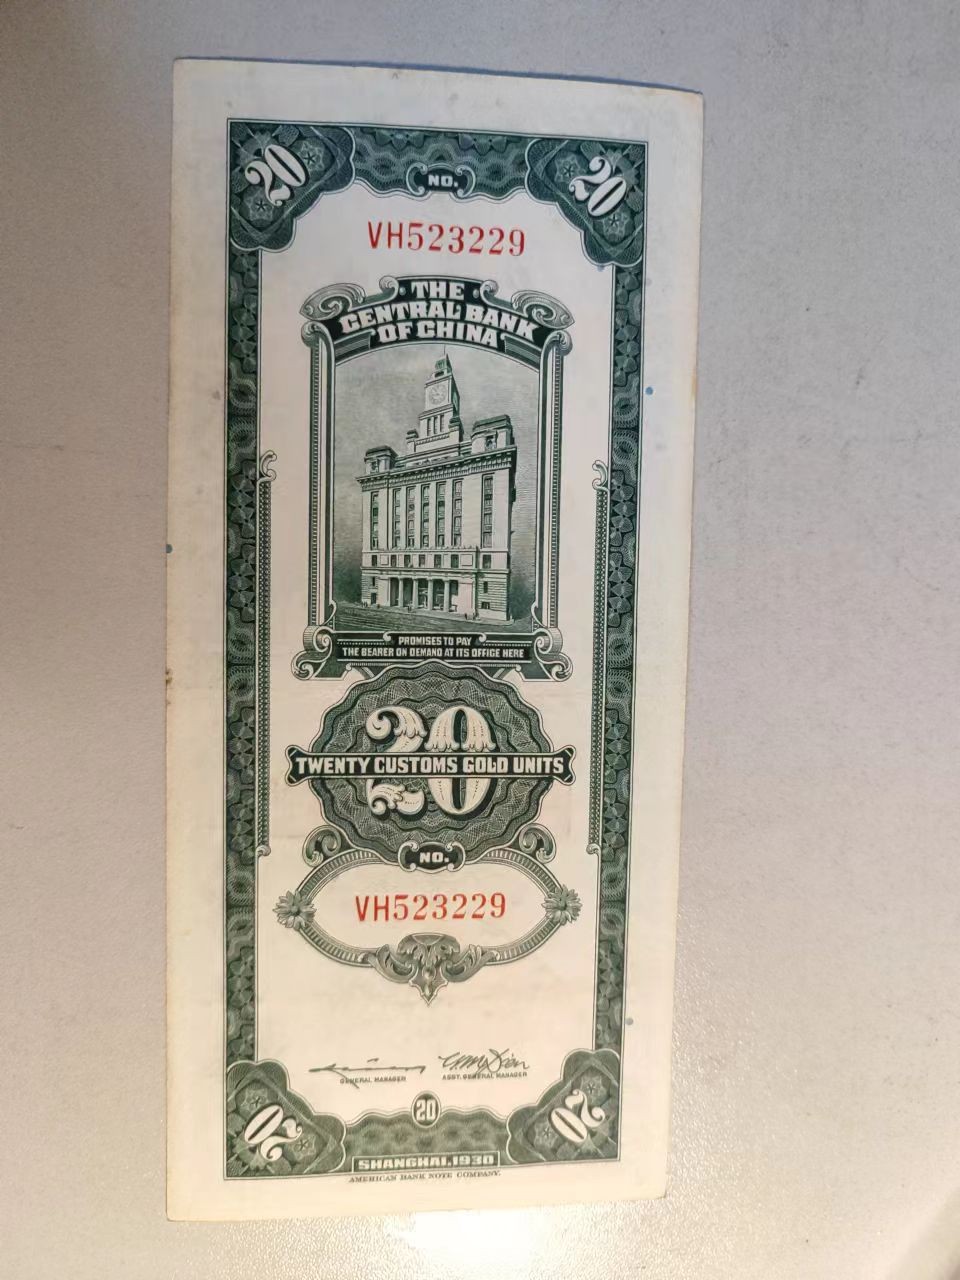 20
NO.
20
VH523229
THE
CENTRAL BANK
OF CHINA
PROMISES TO PAY
THE BEARER ON DEMAND AT ITS OFFICE HERE
20
TWENTY CUSTOMS GOLD UNITS
NO.
VH523229
GENERAL MANAGER
ASST. GENERAL MANAGER
20
20
20
SHANGHAI, 1930
AMERICAN BANK NOTE COMPANY.